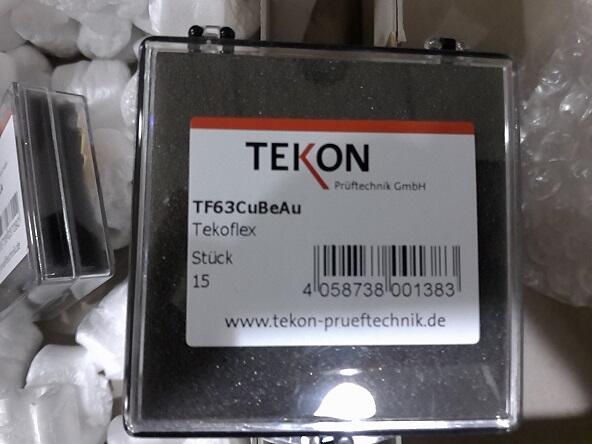 TEKON
Prüftechnik GmbH
TF63CuBeAu
Tekoflex
Stück
15
4 058738 001383
www.tekon-prueftechnik.de